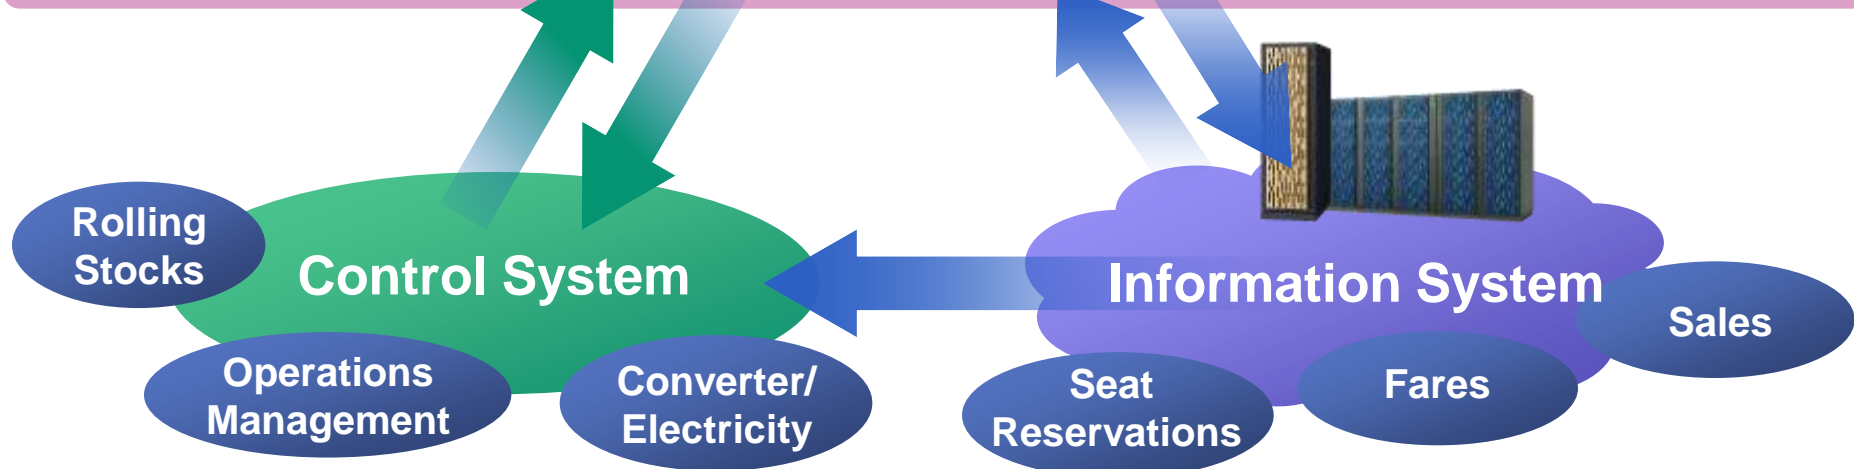 Rolling
Stocks
Control System
Operations
Management
Converter/
Electricity
Information System
Seat
Reservations
Fares
Sales